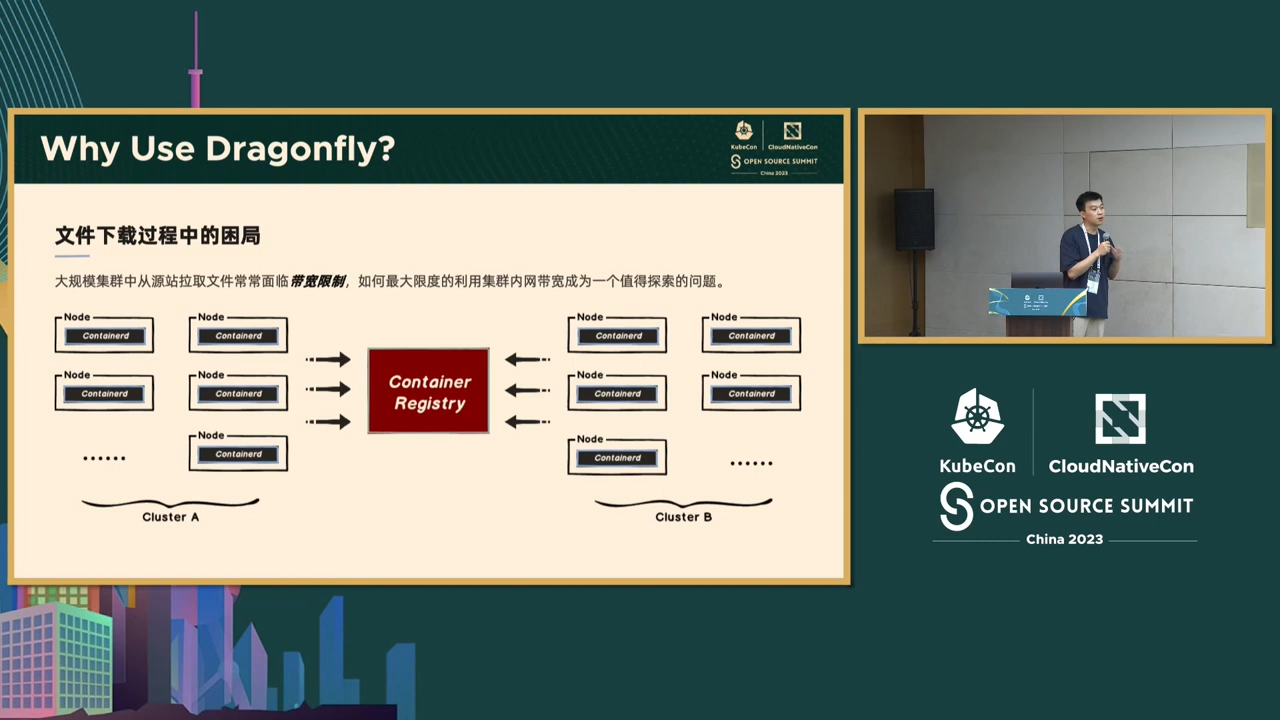 Why Use Dragonfly?
KubeCon
CloudNativeCon
OPEN SOURCE SUMMIT
China 2023
文件下载过程中的困局
大规模集群中从源站拉取文件常常面临带宽限制，如何最大限度的利用集群内网带宽成为一个值得探索的问题。
Node
Containerd
Node
Containerd
Node
Containerd
Node
Containerd
Node
Containerd
......
Cluster A
Container
Registry
Node
Containerd
Node
Containerd
Node
Containerd
Node
Containerd
Node
Containerd
......
Cluster B
KubeCon
CloudNativeCon
OPEN SOURCE SUMMIT
China 2023